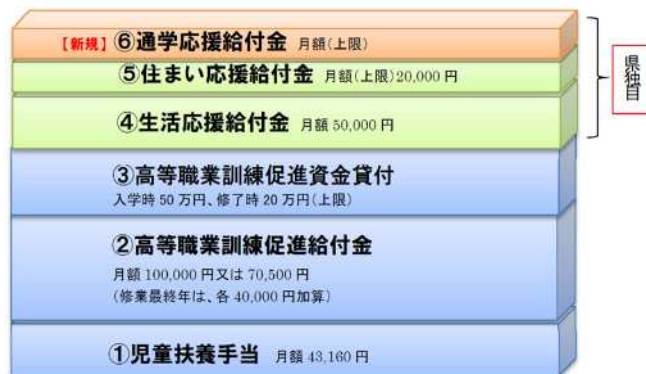 【新規】⑥通学応援給付金 月額(上限)
⑤住まい応援給付金 月額(上限)20,000円
④生活応援給付金 月額50,000円
県独自
③高等職業訓練促進資金貸付
入学時50万円、修了時20万円(上限)
②高等職業訓練促進給付金
月額100,000円又は70,500円
(修業最終年は、各40,000円加算)
①児童扶養手当 月額43,160円